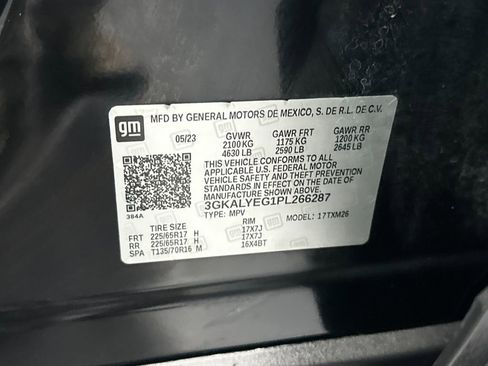 MFD BY GENERAL MOTORS DE MEXICO, S. DE R.L. DE C.V.
gm
05/23 GVWR GAWR FRT GAWR RR
2100 KG 1175 KG 1200 KG
4630 LB 2590 LB 2645 LB
THIS VEHICLE CONFORMS TO ALL
APPLICABLE U.S. FEDERAL MOTOR
VEHICLE SAFETY AND THEFT PREVENTION
STANDARDS IN EFFECT ON THE DATE OF
MANUFACTURE SHOWN ABOVE.
3GKALYEG1PL266287
384A
TYPE: MPV MODEL: 17TXM26
TIRE SIZE RIM
FRT 225/65R17 H 17X7J
RR 225/65R17 H 17X7J
SPA T135/70R16 M 16X4BT